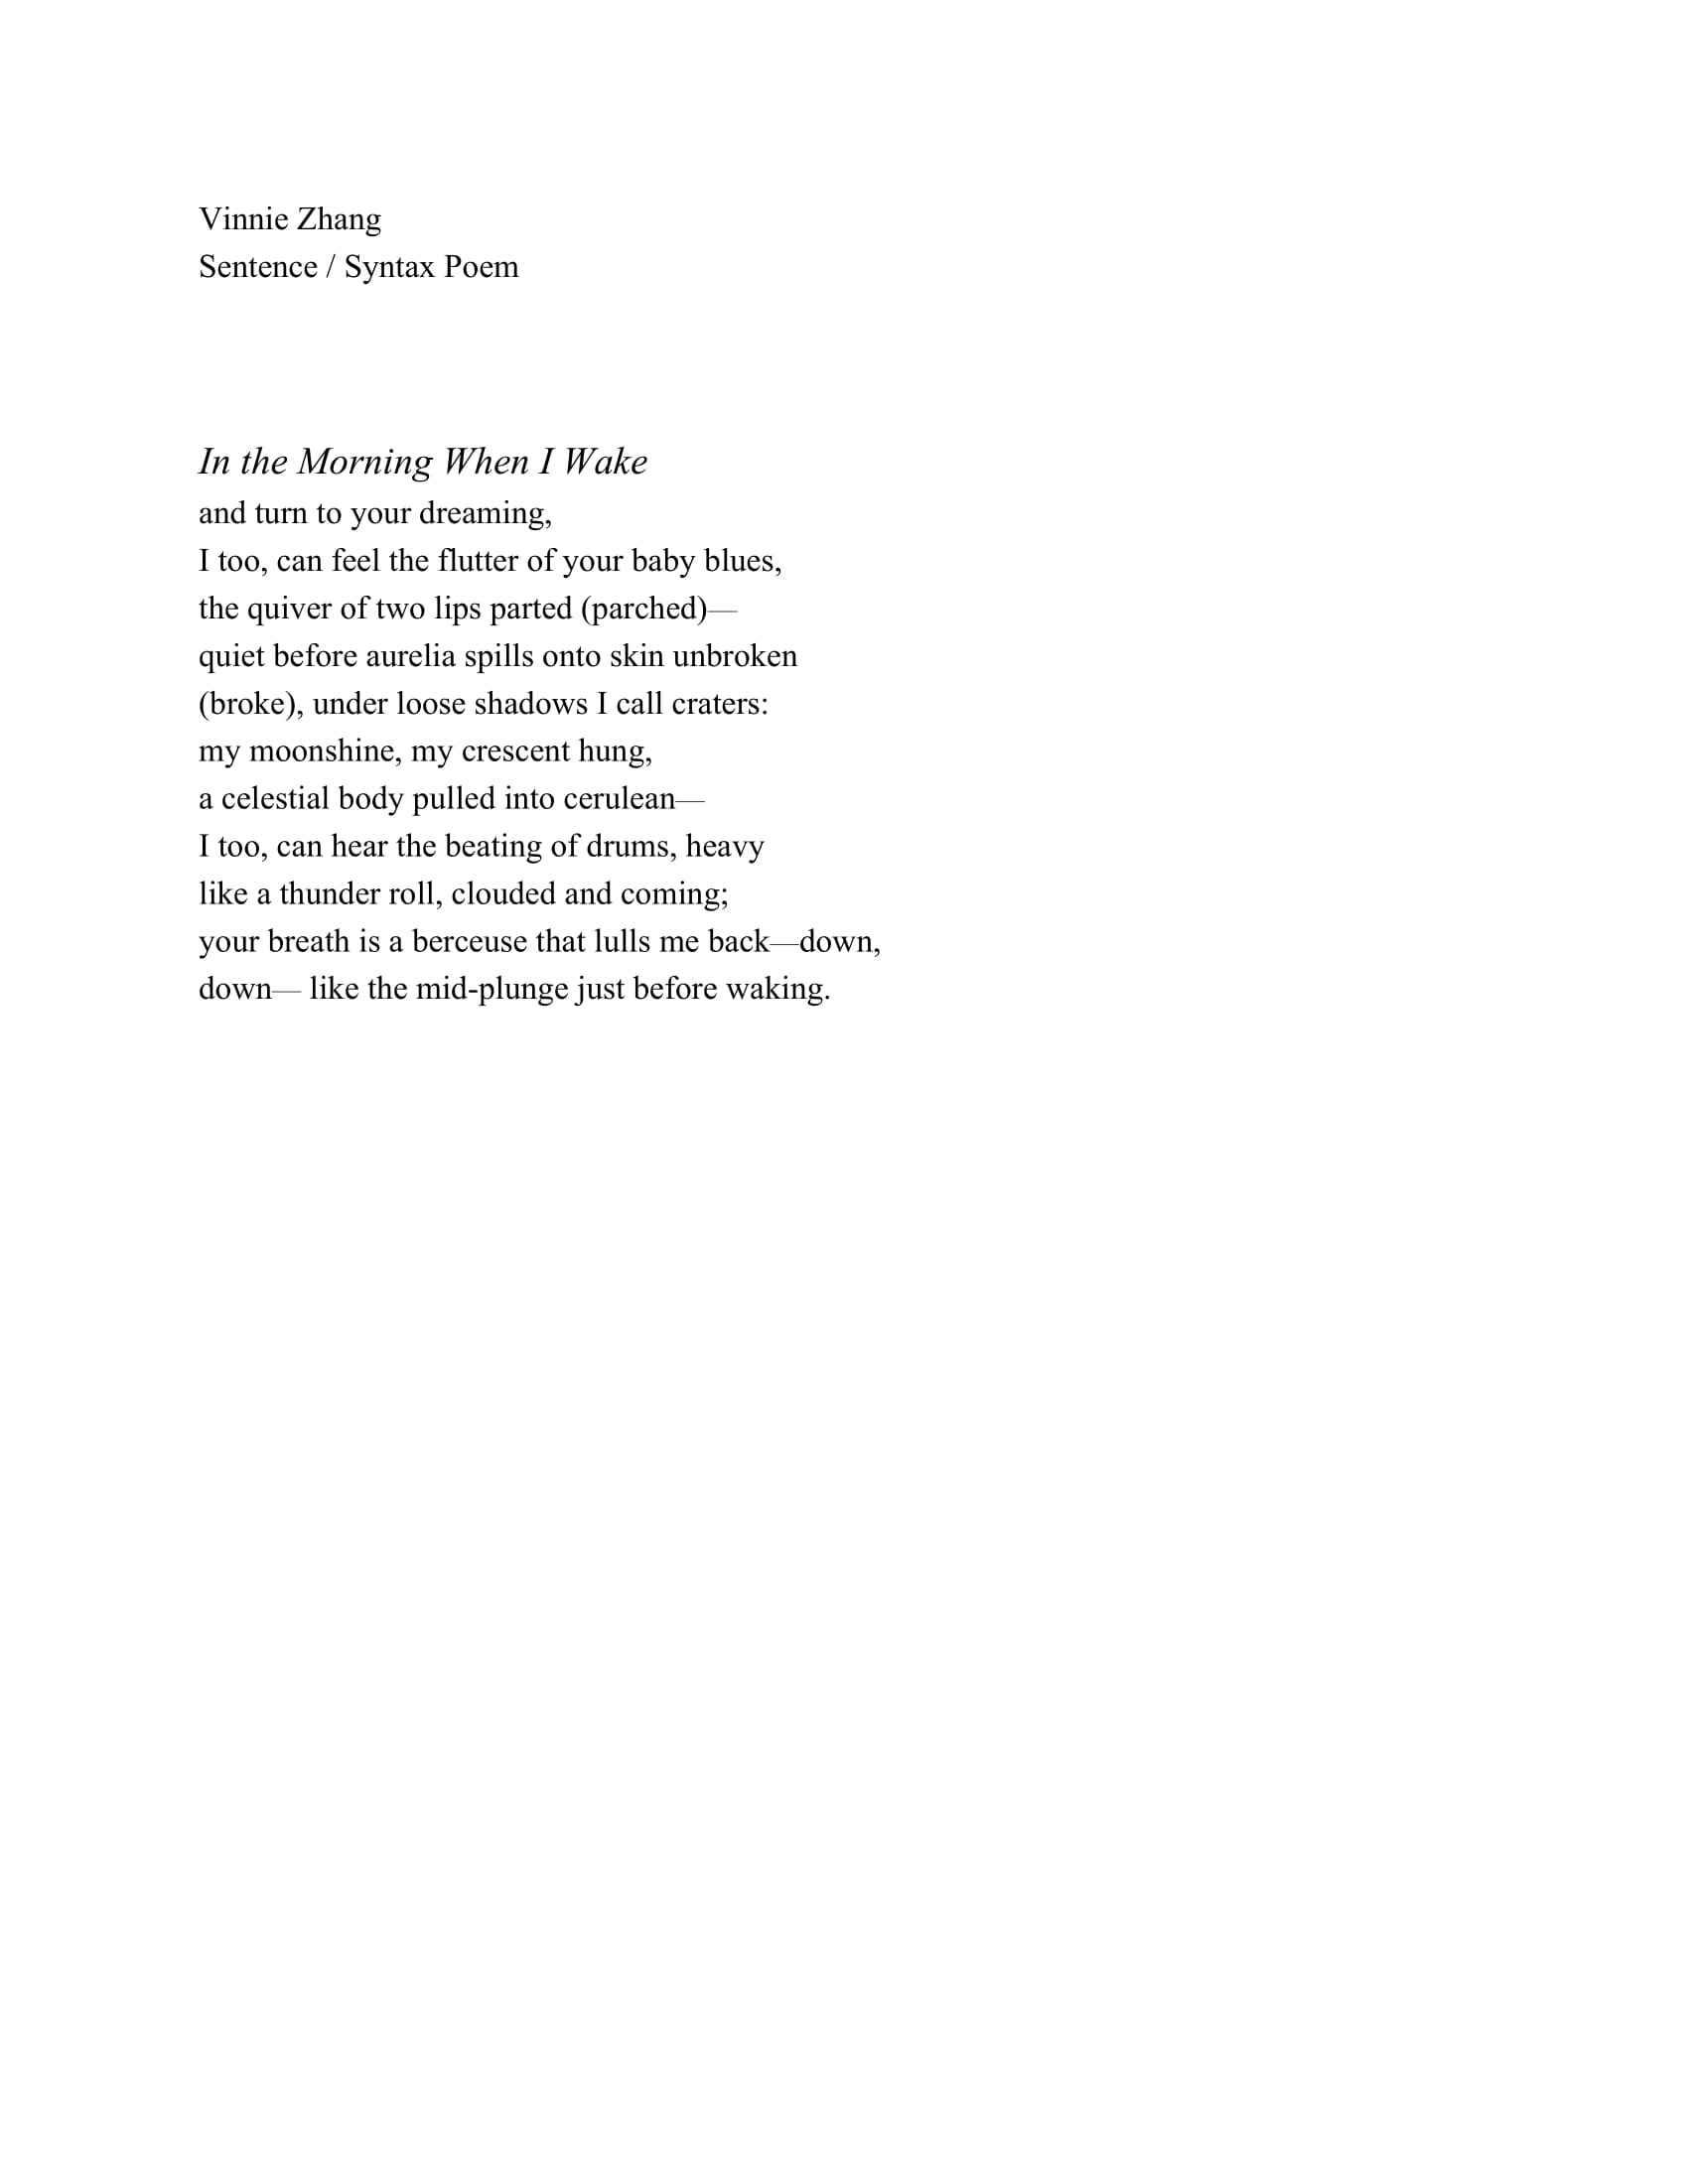 Vinnie Zhang
Sentence / Syntax Poem
In the Morning When I Wake
and turn to your dreaming,
I too, can feel the flutter of your baby blues,
the quiver of two lips parted (parched)—
quiet before aurelia spills onto skin unbroken
(broke), under loose shadows I call craters:
my moonshine, my crescent hung,
a celestial body pulled into cerulean—
I too, can hear the beating of drums, heavy
like a thunder roll, clouded and coming;
your breath is a berceuse that lulls me back—down,
down— like the mid-plunge just before waking.